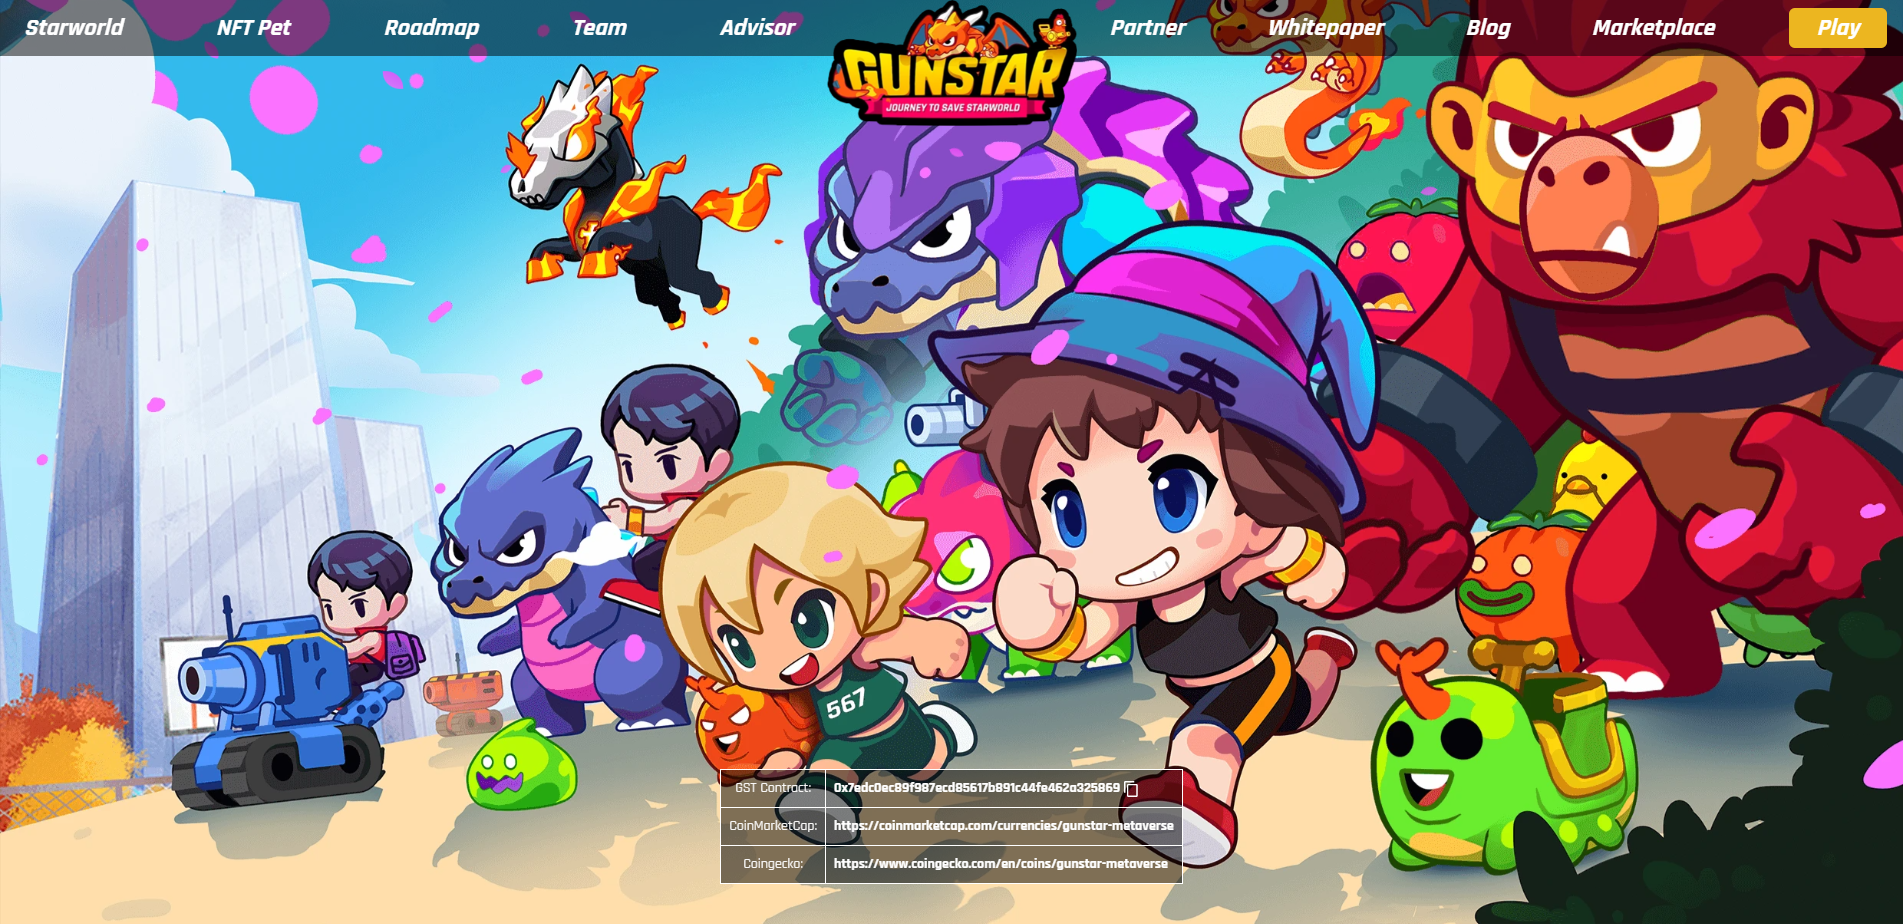 Starworld NFT Pet Roadmap Team Advisor Partner Whitepaper Blog Marketplace Play
GUNSTAR
JOURNEY TO SAVE STARWORLD
567
GST Contract: 0x7edc0ec89f987ecd85617b891c44fe462a325869
CoinMarketCap: https://coinmarketcap.com/currencies/gunstar-metaverse
Coingecko: https://www.coingecko.com/en/coins/gunstar-metaverse